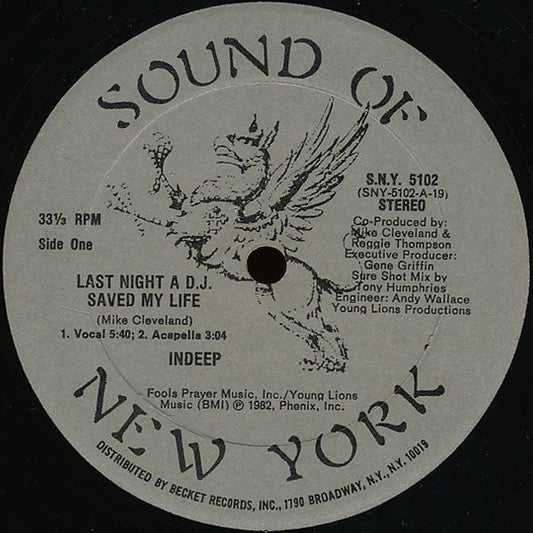 SOUND OF
S.N.Y. 5102
(SNY-5102-A-19)
STEREO
33⅓ RPM
Side One
Co-Produced by:
Mike Cleveland &
Reggie Thompson
Executive Producer:
Gene Griffin
Sure Shot Mix by
Tony Humphries
Engineer: Andy Wallace
Young Lions Productions
LAST NIGHT A D.J.
SAVED MY LIFE
(Mike Cleveland)
1. Vocal 5:40; 2. Acapella 3:04
INDEEP
Fools Prayer Music, Inc./Young Lions
Music (BMI) ℗ 1982, Phenix, Inc.
NEW YORK
DISTRIBUTED BY BECKET RECORDS, INC., 1790 BROADWAY, N.Y., N.Y. 10019